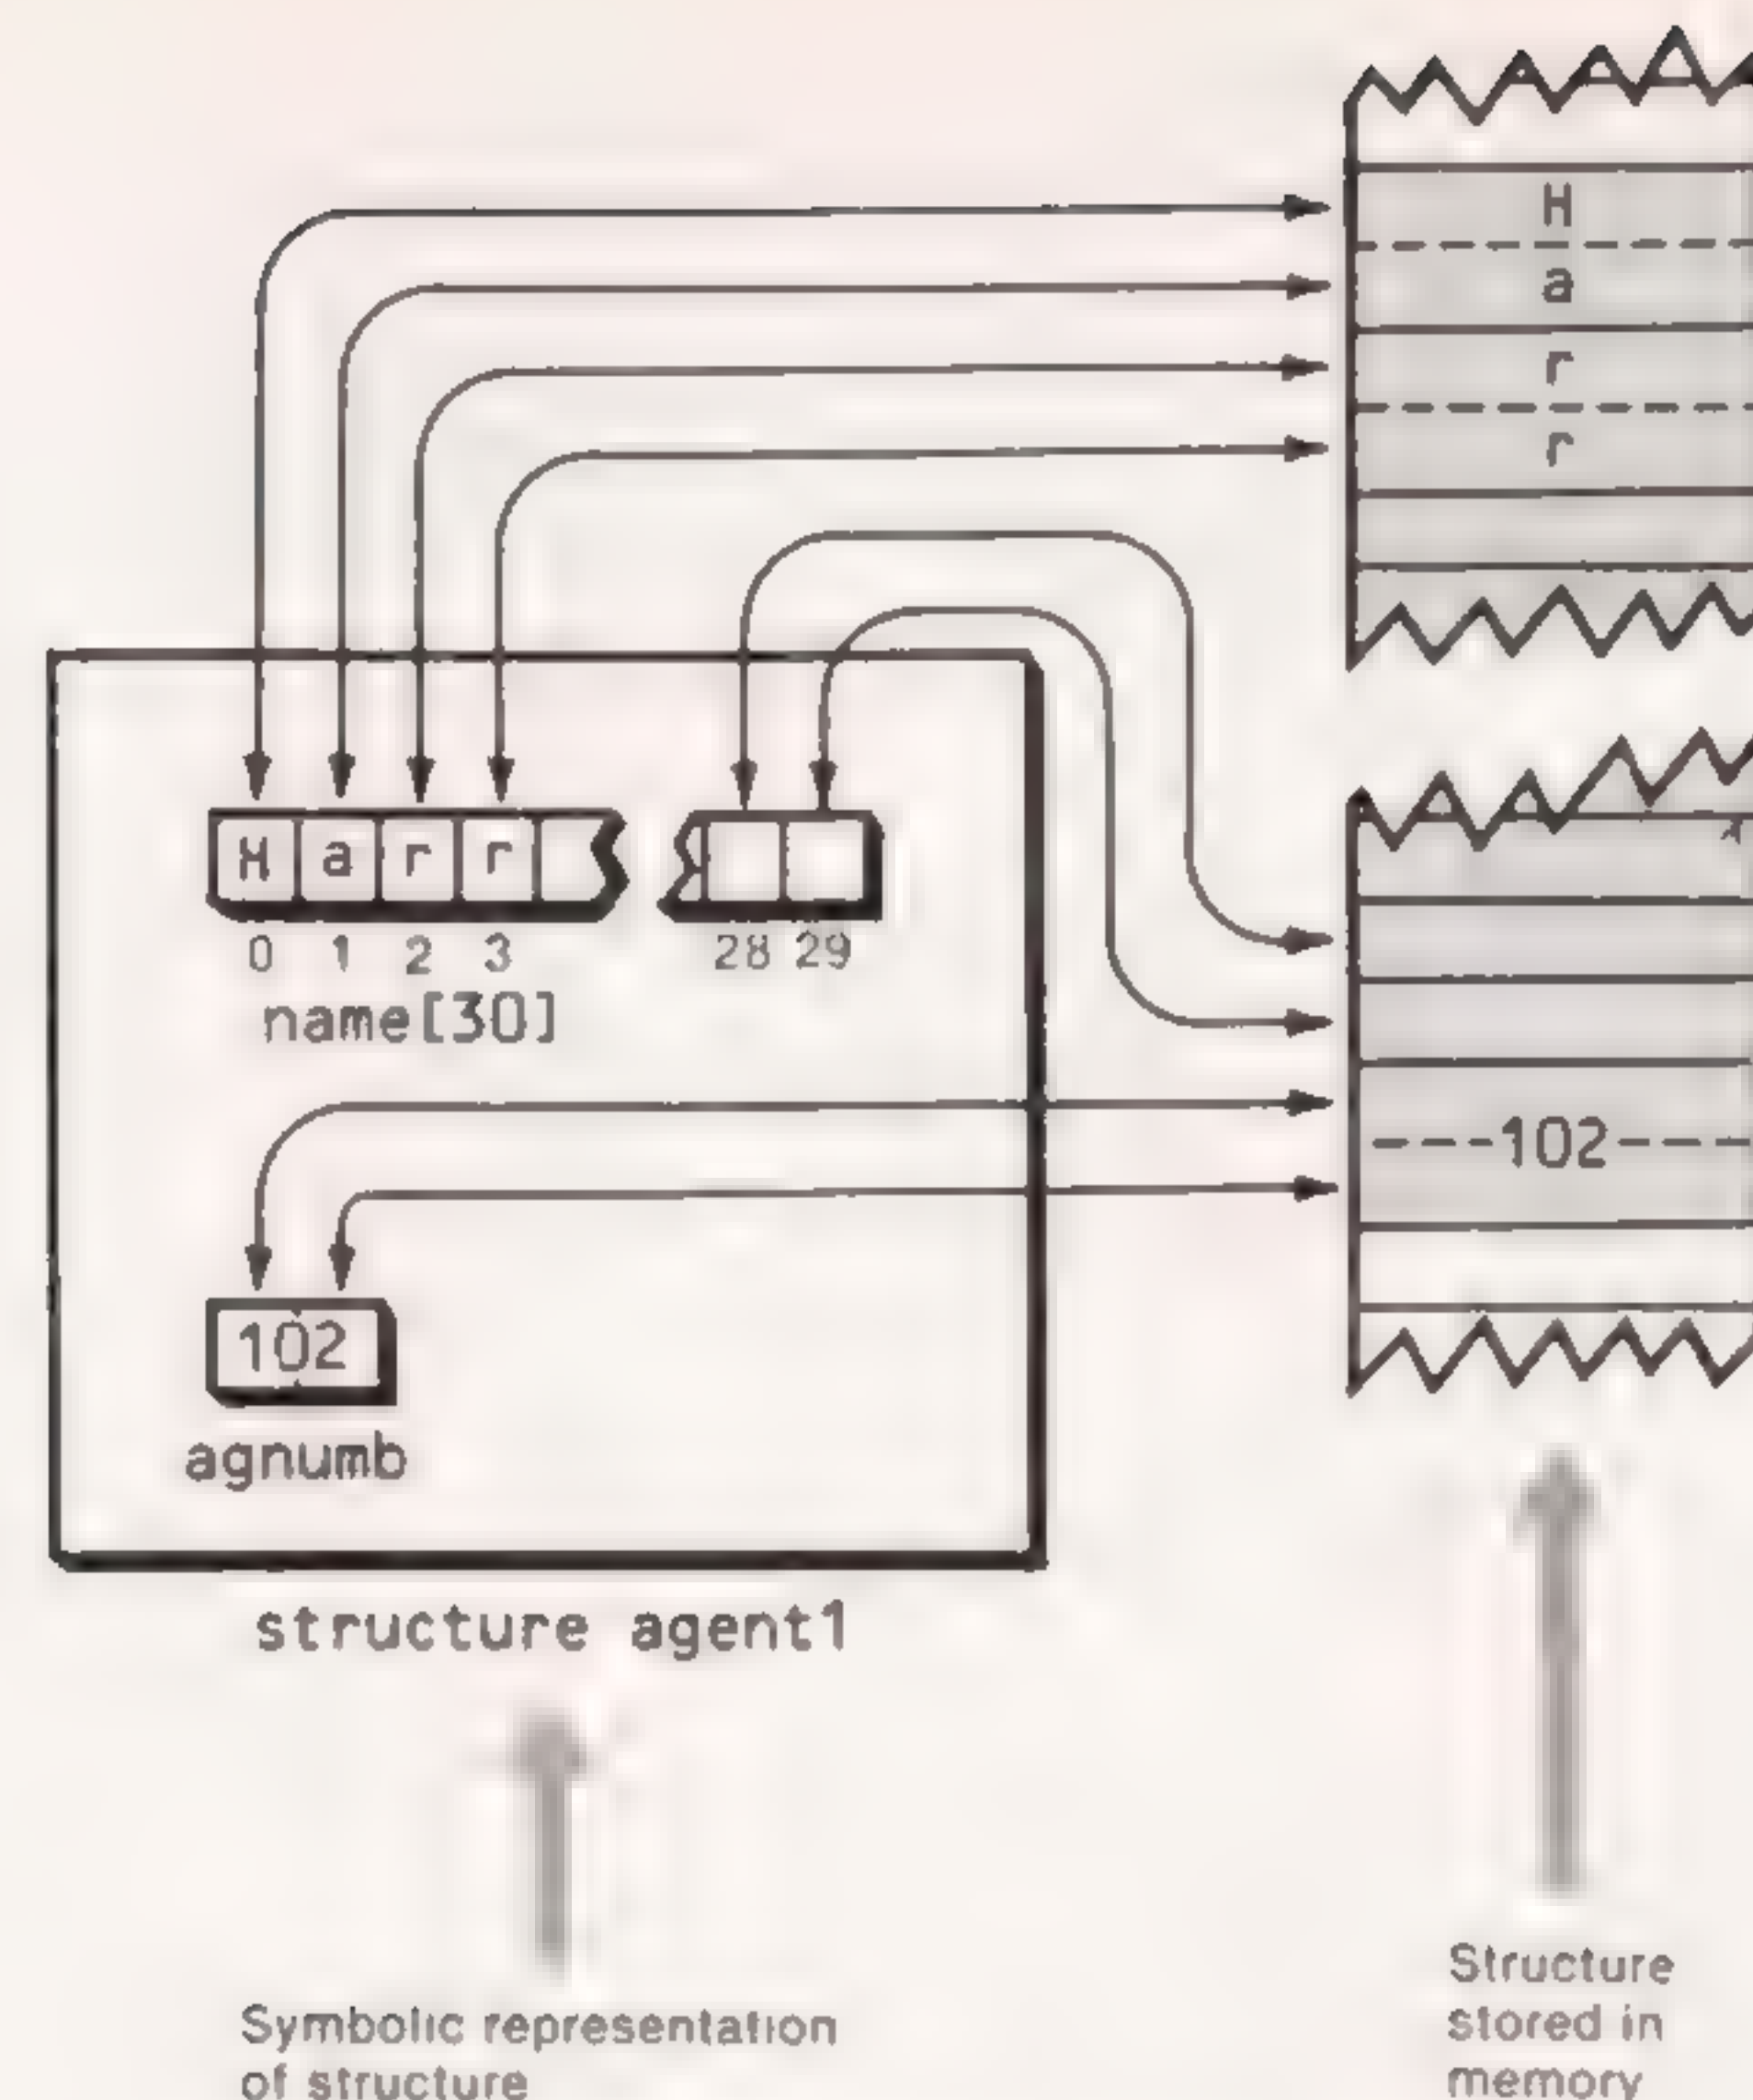 H
a
r
r
H a r r
0 1 2 3 28 29
name[30]
102
102
agnumb
structure agent1
Symbolic representation
of structure
Structure
stored in
memory